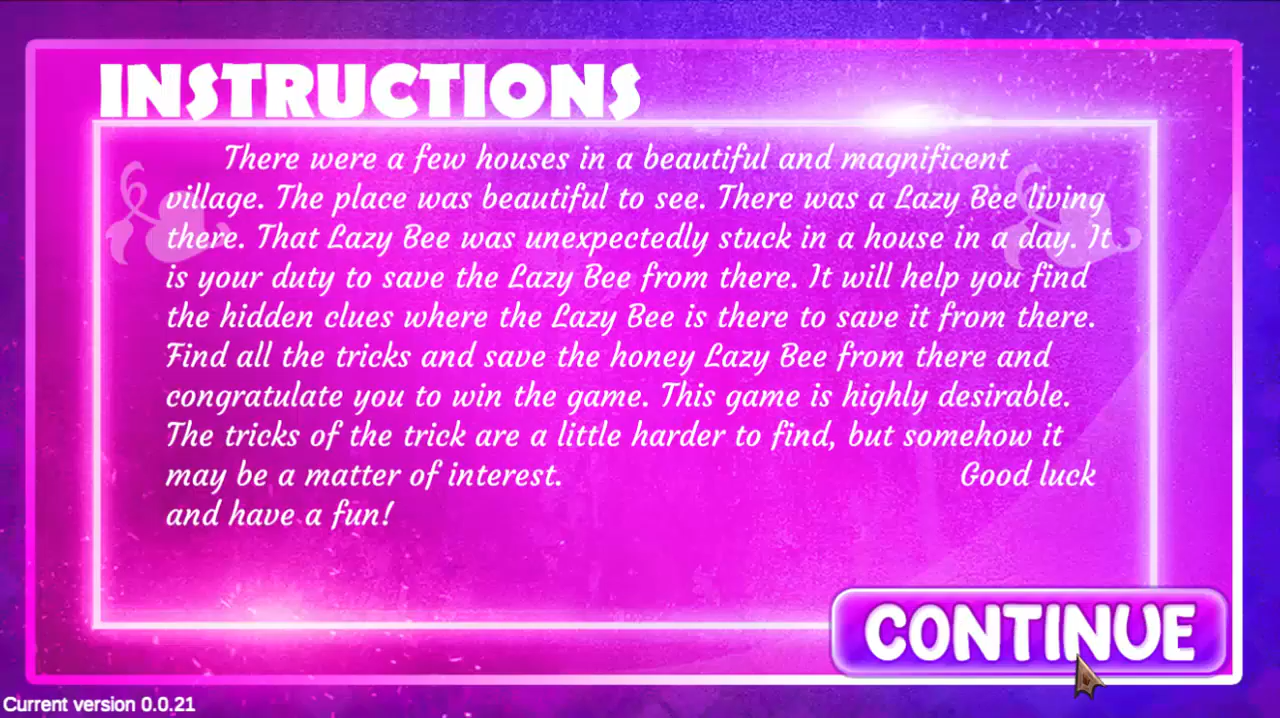 INSTRUCTIONS
There were a few houses in a beautiful and magnificent
village. The place was beautiful to see. There was a Lazy Bee living
there. That Lazy Bee was unexpectedly stuck in a house in a day. It
is your duty to save the Lazy Bee from there. It will help you find
the hidden clues where the Lazy Bee is there to save it from there.
Find all the tricks and save the honey Lazy Bee from there and
congratulate you to win the game. This game is highly desirable.
The tricks of the trick are a little harder to find, but somehow it
may be a matter of interest. Good luck
and have a fun!
CONTINUE
Current version 0.0.21